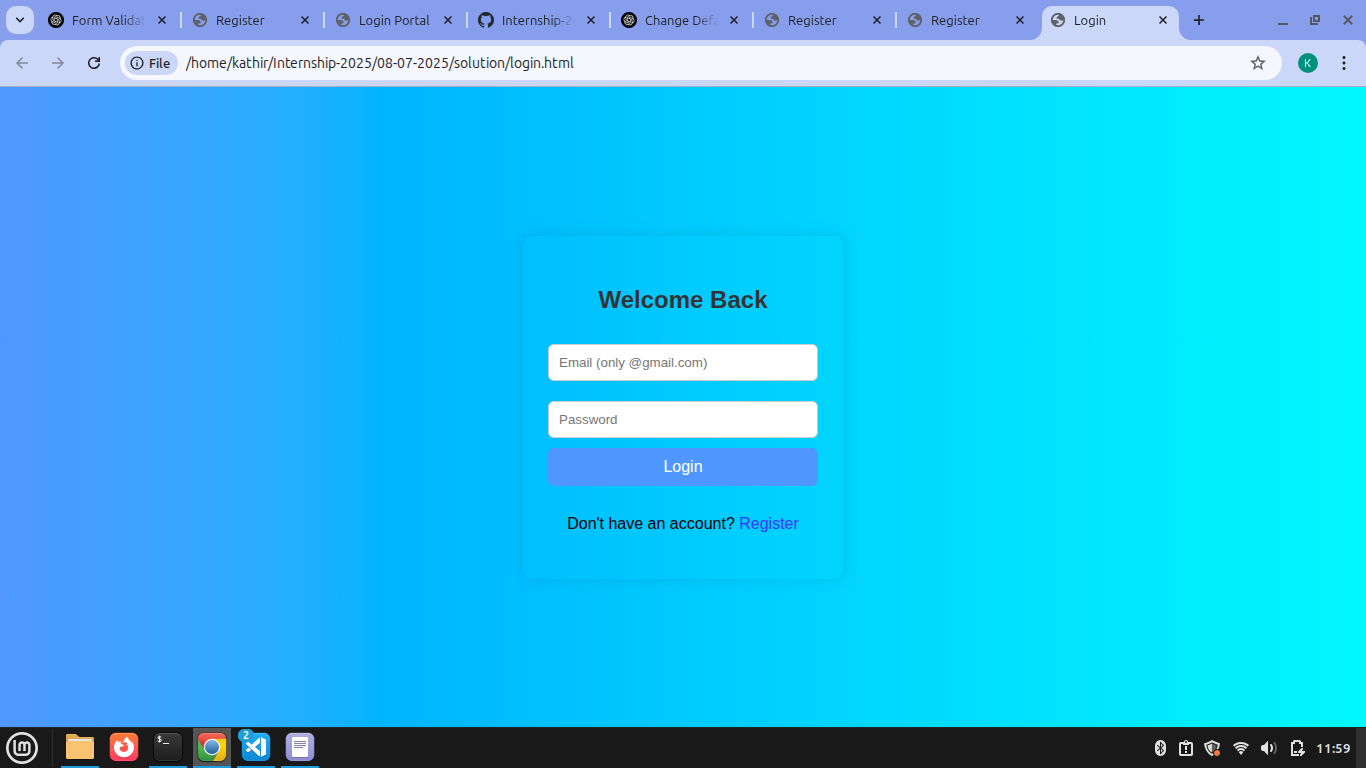 Form Valida
Register
Login Portal
Internship-2
Change Defa
Register
Register
Login
File
/home/kathir/Internship-2025/08-07-2025/solution/login.html
K
Welcome Back
Email (only @gmail.com)
Password
Login
Don't have an account? Register
$_
2
11:59